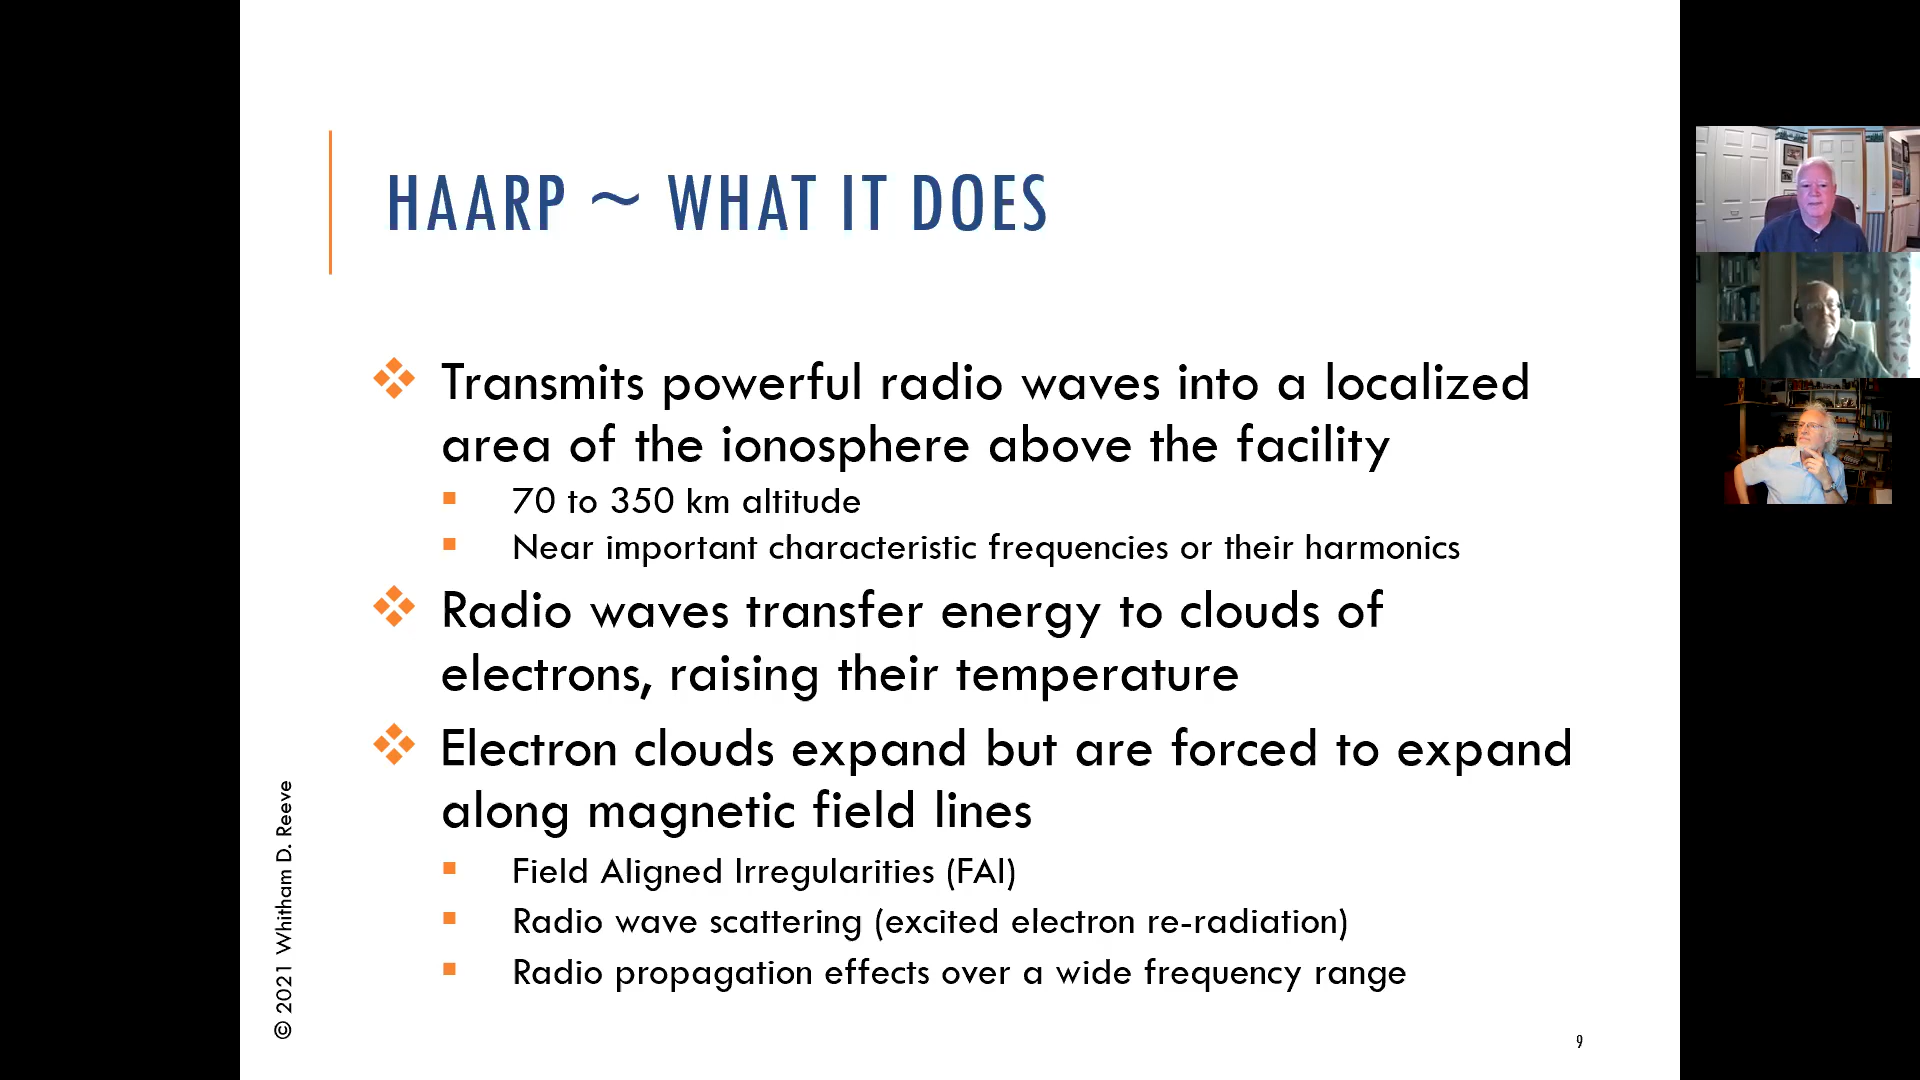 HAARP ~ WHAT IT DOES
Transmits powerful radio waves into a localized
area of the ionosphere above the facility
70 to 350 km altitude
Near important characteristic frequencies or their harmonics
Radio waves transfer energy to clouds of
electrons, raising their temperature
Electron clouds expand but are forced to expand
along magnetic field lines
Field Aligned Irregularities (FAI)
Radio wave scattering (excited electron re-radiation)
Radio propagation effects over a wide frequency range
© 2021 Whitham D. Reeve
9